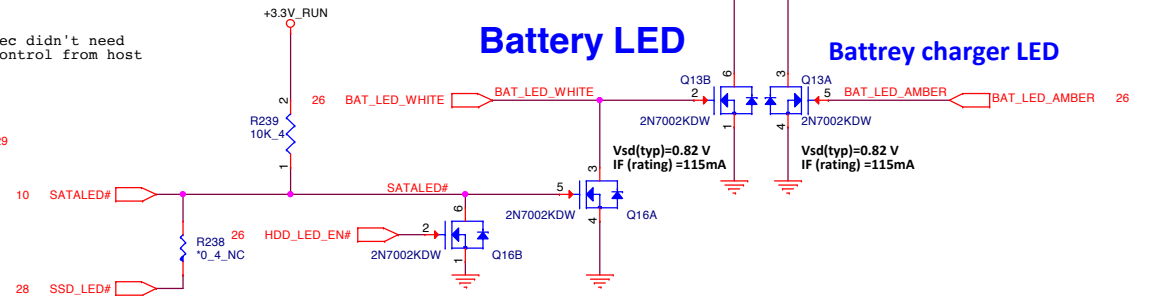 +3.3V_RUN
ec didn't need
ontrol from host
Battery LED
Battrey charger LED
Q13B
Q13A
6
3
26
BAT_LED_WHITE
BAT_LED_WHITE
2
5
BAT_LED_AMBER
BAT_LED_AMBER
26
2
R239
10K_4
1
2N7002KDW
1
4
2N7002KDW
29
Vsd(typ)=0.82 V
IF (rating) =115mA
Vsd(typ)=0.82 V
IF (rating) =115mA
3
10
SATALED#
SATALED#
5
2N7002KDW
Q16A
4
6
R238
*0_4_NC
26
HDD_LED_EN#
2
2N7002KDW
Q16B
1
28
SSD_LED#